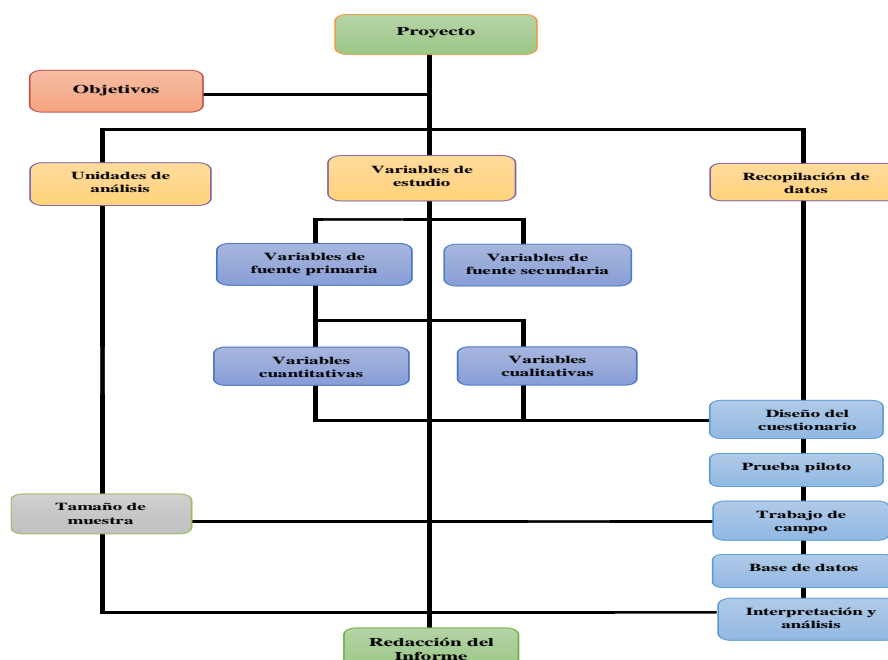 Proyecto
Objetivos
Unidades de
análisis
Variables de
estudio
Recopilación de
datos
Variables de
fuente primaria
Variables de
fuente secundaria
Variables
cuantitativas
Variables
cualitativas
Diseño del
cuestionario
Prueba piloto
Tamaño de
muestra
Trabajo de
campo
Base de datos
Interpretación y
análisis
Redacción del
Informe